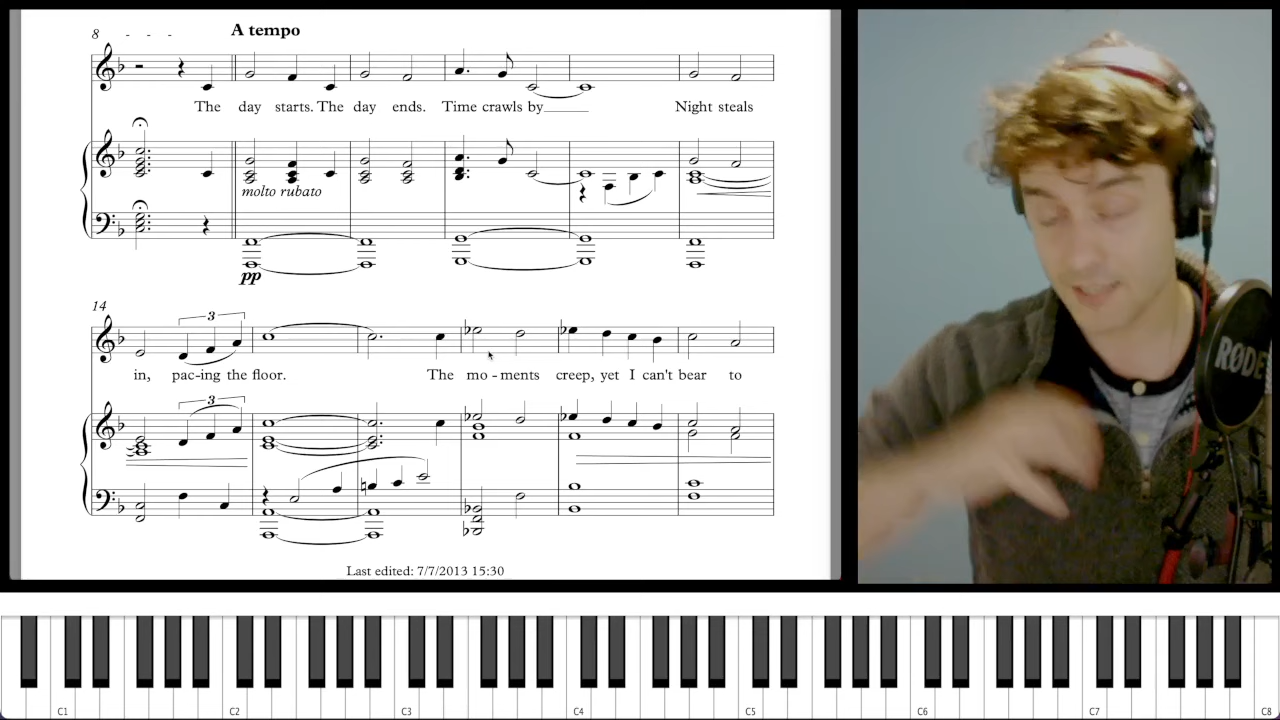 8 - - - A tempo
The day starts. The day ends. Time crawls by Night steals
molto rubato
pp
14
3
in, pac-ing the floor. The mo - ments creep, yet I can't bear to
3
Last edited: 7/7/2013 15:30
RØDE
C1 C2 C3 C4 C5 C6 C7 C8